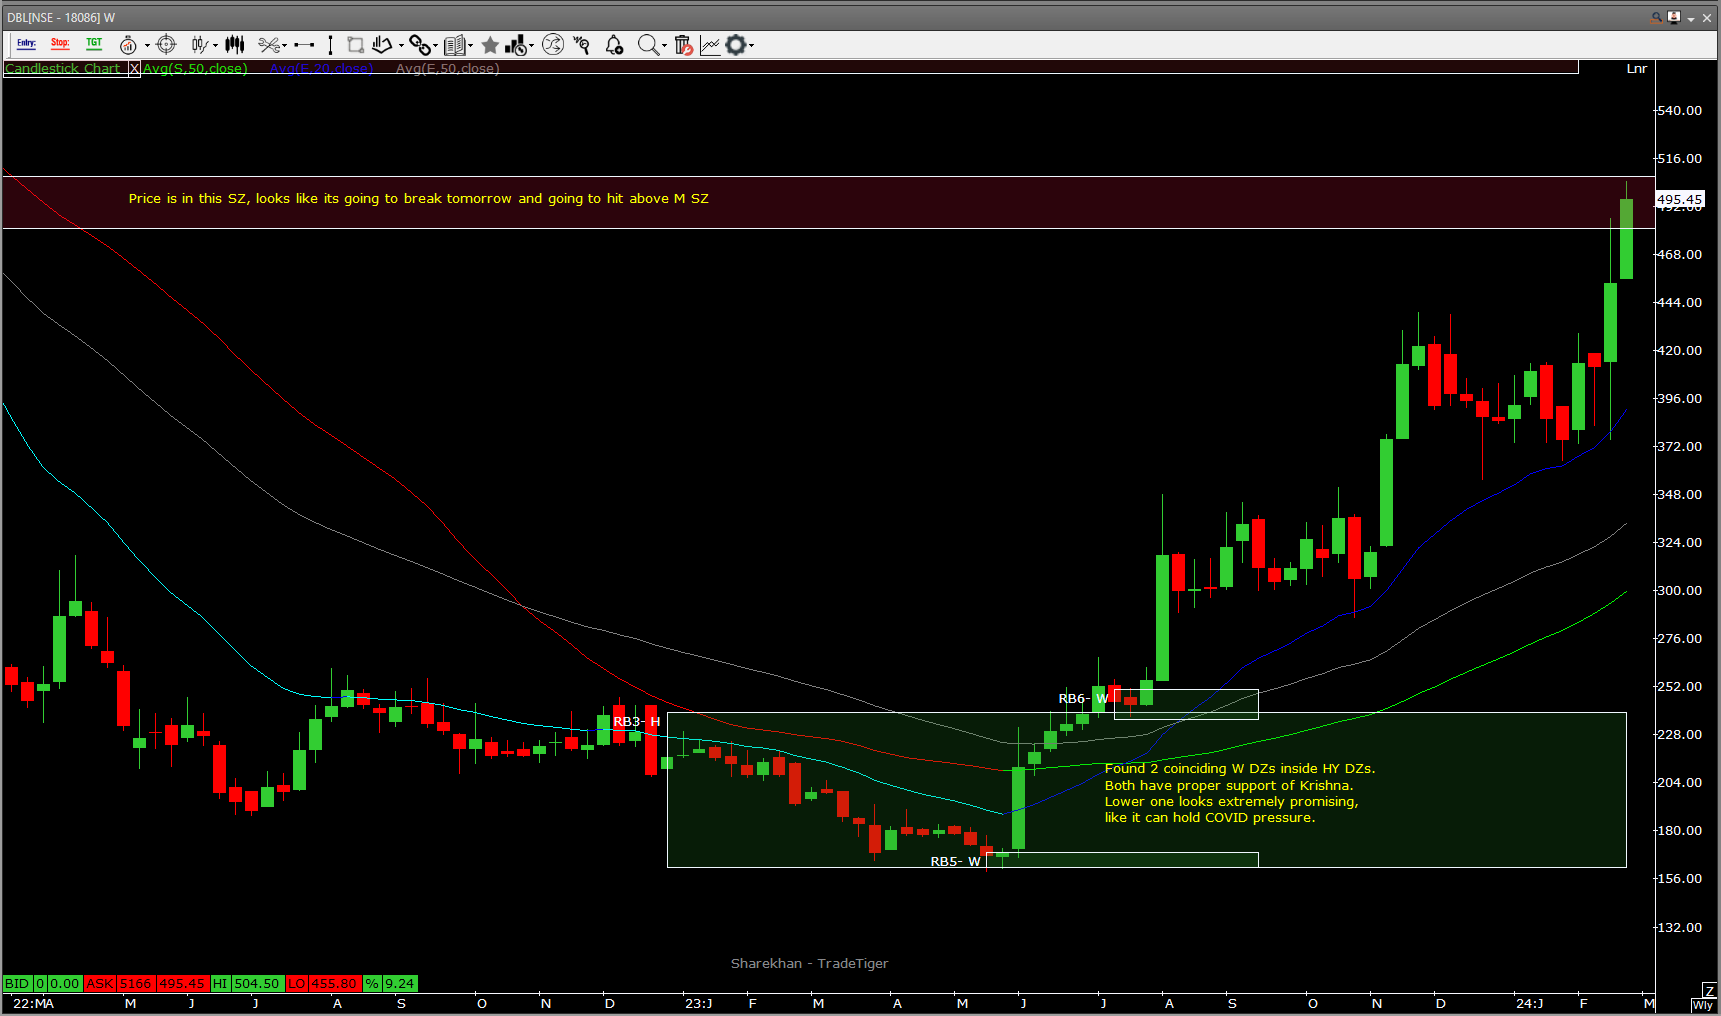 DBL[NSE - 18086] W
Entry: Stop: TGT
Candlestick Chart X Avg(S,50,close) Avg(E,20,close) Avg(E,50,close)
Lnr
540.00
516.00
Price is in this SZ, looks like its going to break tomorrow and going to hit above M SZ
495.45
492.00
468.00
444.00
420.00
396.00
372.00
348.00
324.00
300.00
276.00
252.00
RB6- W
RB3- H
228.00
Found 2 coinciding W DZs inside HY DZs.
Both have proper support of Krishna.
Lower one looks extremely promising,
like it can hold COVID pressure.
204.00
180.00
RB5- W
156.00
132.00
Sharekhan - TradeTiger
BID 0 0.00 ASK 5166 495.45 HI 504.50 LO 455.80 % 9.24
Z
22:MA M J J A S O N D 23:J F M A M J J A S O N D 24:J F M
Wly